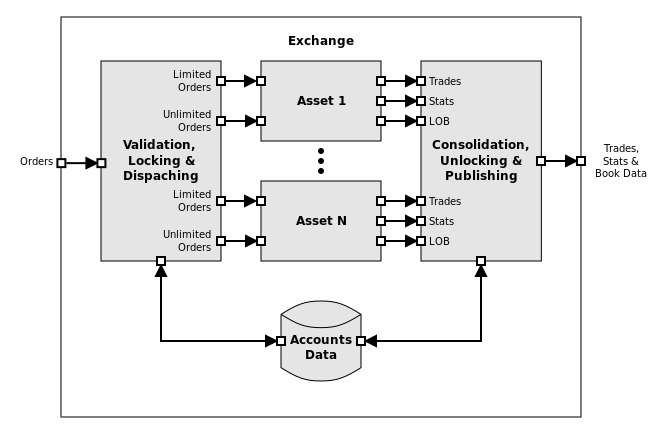 Exchange
Limited
Orders
Unlimited
Orders
Validation,
Locking &
Dispaching
Limited
Orders
Unlimited
Orders
Orders
Asset 1
Asset N
Trades
Stats
LOB
Consolidation,
Unlocking &
Publishing
Trades
Stats
LOB
Trades,
Stats &
Book Data
Accounts
Data